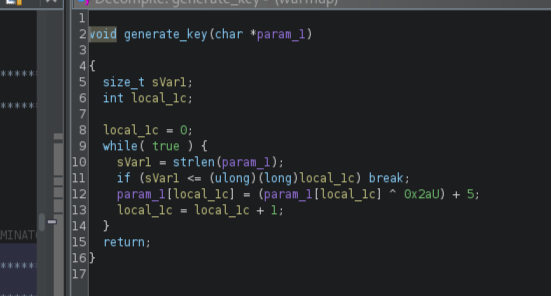 Decompile: generate_key - (warmup)
1
2 void generate_key(char *param_1)
3
4 {
5 size_t sVar1;
6 int local_1c;
7
8 local_1c = 0;
9 while( true ) {
10 sVar1 = strlen(param_1);
11 if (sVar1 <= (ulong)(long)local_1c) break;
12 param_1[local_1c] = (param_1[local_1c] ^ 0x2aU) + 5;
13 local_1c = local_1c + 1;
14 }
15 return;
16 }
17
*****
*****
MINAT
*****
*****